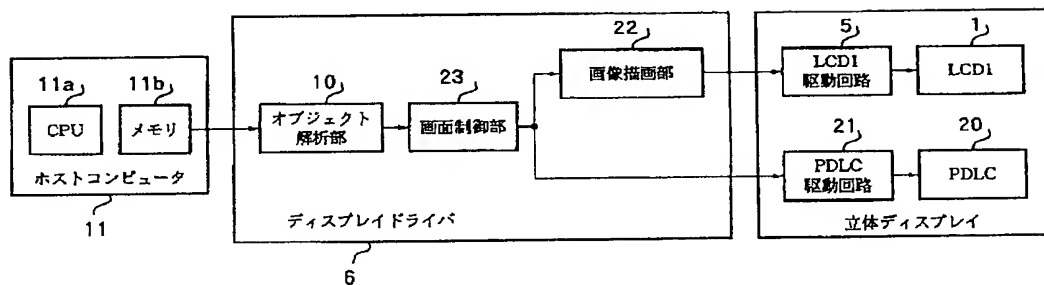 22
5
1
11a
11b
10
23
画像描画部
LCD1
駆動回路
LCD1
CPU
メモリ
オブジェクト
解析部
画面制御部
21
20
PDLC
駆動回路
PDLC
ホストコンピュータ
ディスプレイドライバ
立体ディスプレイ
11
6